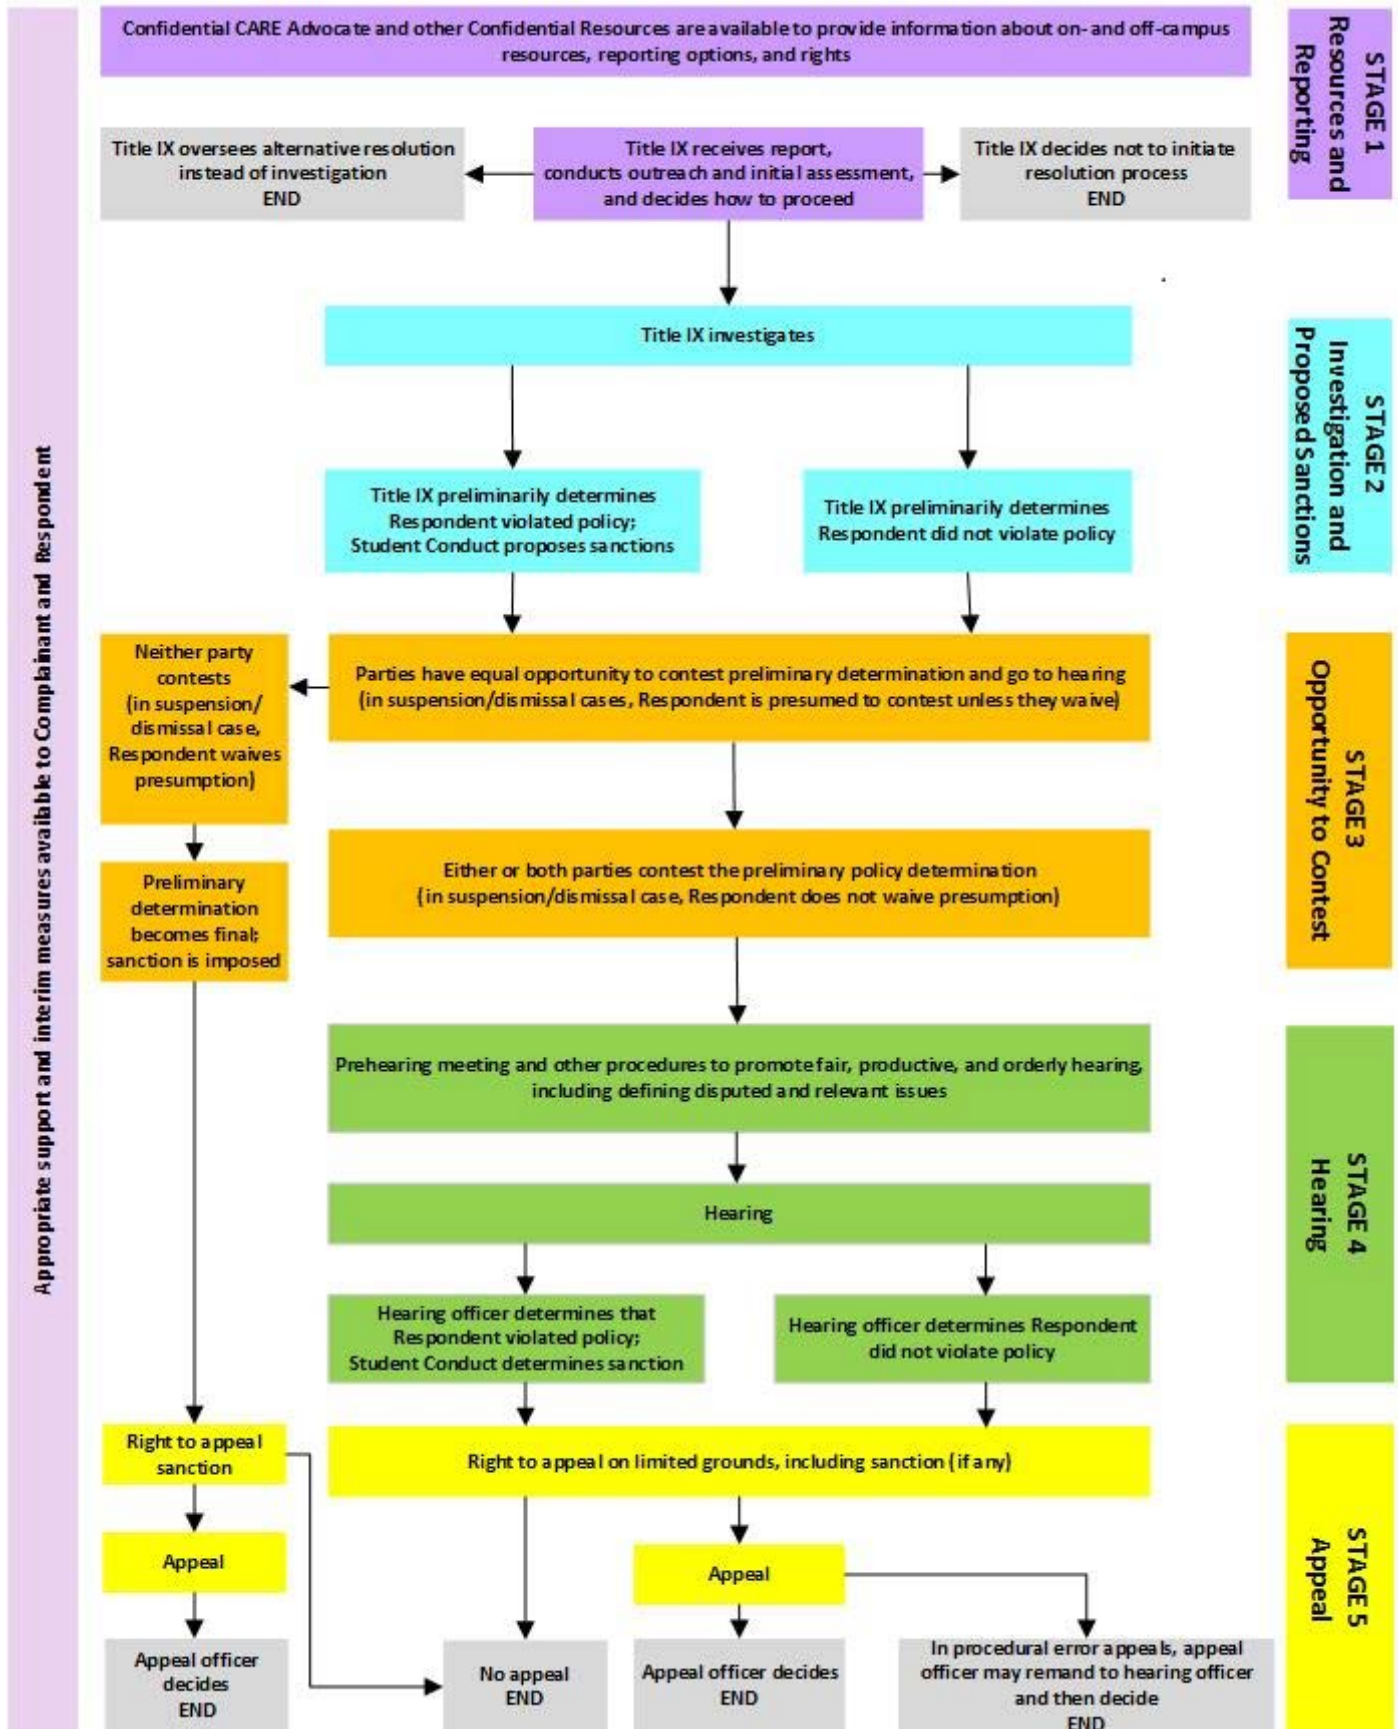 Confidential CARE Advocate and other Confidential Resources are available to provide information about on- and off-campus
resources, reporting options, and rights
STAGE 1
Resources and
Reporting
Title IX oversees alternative resolution
instead of investigation
END
Title IX receives report,
conducts outreach and initial assessment,
and decides how to proceed
Title IX decides not to initiate
resolution process
END
Title IX investigates
STAGE 2
Investigation and
Proposed Sanctions
Title IX preliminarily determines
Respondent violated policy;
Student Conduct proposes sanctions
Title IX preliminarily determines
Respondent did not violate policy
Appropriate support and interim measures available to Complainant and Respondent
Neither party
contests
(in suspension/
dismissal case,
Respondent waives
presumption)
Parties have equal opportunity to contest preliminary determination and go to hearing
(in suspension/dismissal cases, Respondent is presumed to contest unless they waive)
STAGE 3
Opportunity to Contest
Preliminary
determination
becomes final;
sanction is imposed
Either or both parties contest the preliminary policy determination
(in suspension/dismissal case, Respondent does not waive presumption)
Prehearing meeting and other procedures to promote fair, productive, and orderly hearing,
including defining disputed and relevant issues
STAGE 4
Hearing
Hearing
Hearing officer determines that
Respondent violated policy;
Student Conduct determines sanction
Hearing officer determines Respondent
did not violate policy
Right to appeal
sanction
Right to appeal on limited grounds, including sanction (if any)
STAGE 5
Appeal
Appeal
Appeal
Appeal officer
decides
END
No appeal
END
Appeal officer decides
END
In procedural error appeals, appeal
officer may remand to hearing officer
and then decide
END